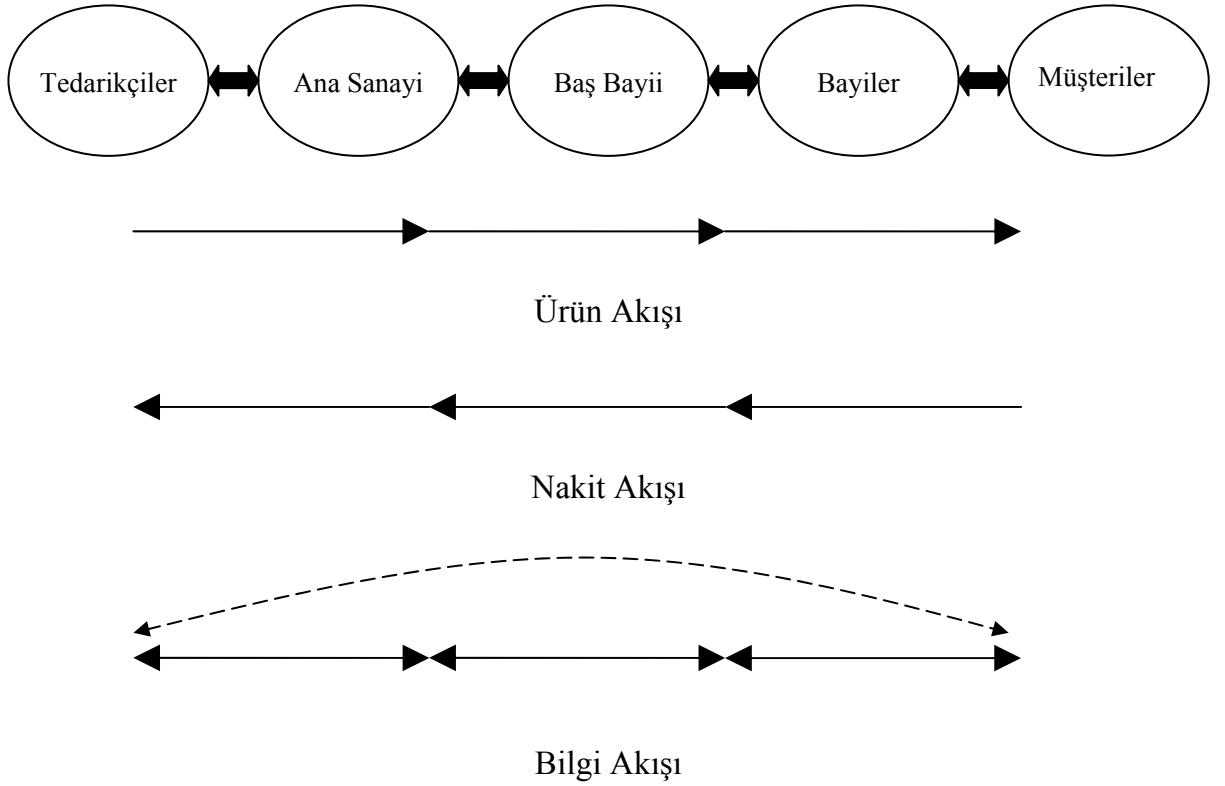 Tedarikçiler
Ana Sanayi
Baş Bayii
Bayiler
Müşteriler
Ürün Akışı
Nakit Akışı
Bilgi Akışı